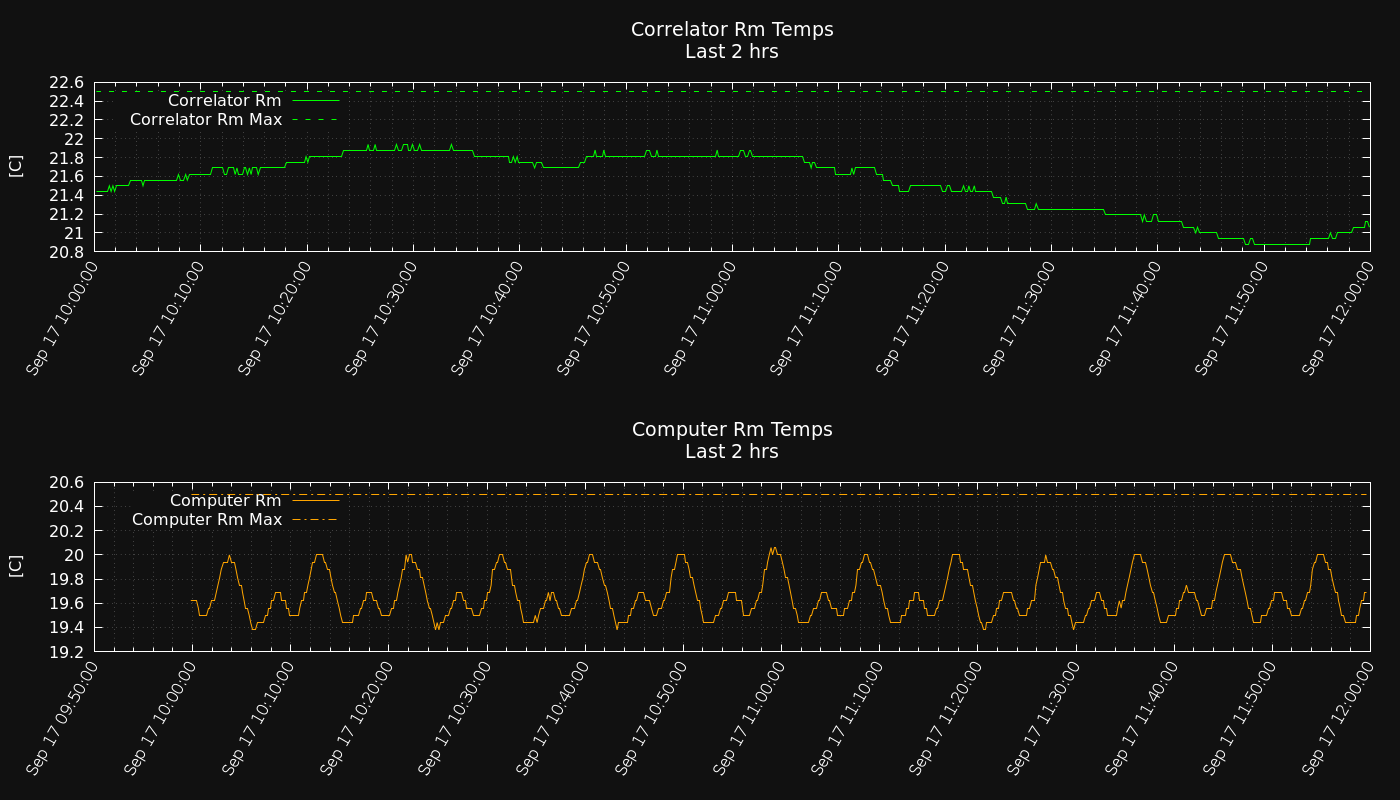 Correlator Rm Temps
Last 2 hrs
22.6
22.4
22.2
22
21.8
21.6
21.4
21.2
21
20.8
[C]
Correlator Rm
Correlator Rm Max
Sep 17 10:00:00
Sep 17 10:10:00
Sep 17 10:20:00
Sep 17 10:30:00
Sep 17 10:40:00
Sep 17 10:50:00
Sep 17 11:00:00
Sep 17 11:10:00
Sep 17 11:20:00
Sep 17 11:30:00
Sep 17 11:40:00
Sep 17 11:50:00
Sep 17 12:00:00
Computer Rm Temps
Last 2 hrs
20.6
20.4
20.2
20
19.8
19.6
19.4
19.2
[C]
Computer Rm
Computer Rm Max
Sep 17 09:50:00
Sep 17 10:00:00
Sep 17 10:10:00
Sep 17 10:20:00
Sep 17 10:30:00
Sep 17 10:40:00
Sep 17 10:50:00
Sep 17 11:00:00
Sep 17 11:10:00
Sep 17 11:20:00
Sep 17 11:30:00
Sep 17 11:40:00
Sep 17 11:50:00
Sep 17 12:00:00